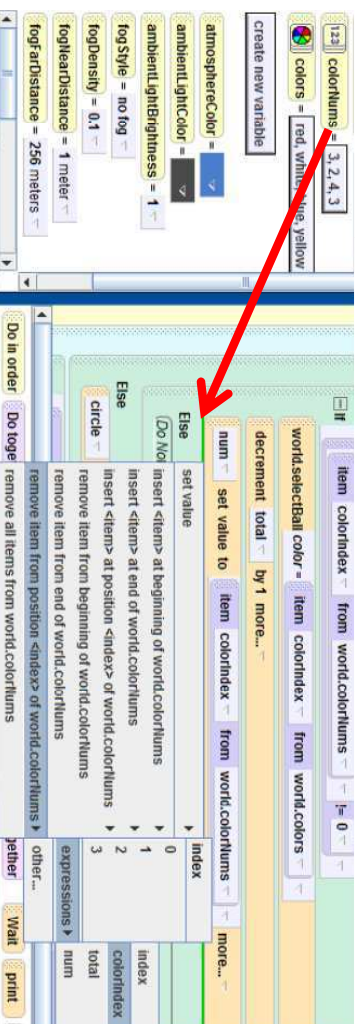 123 colorNums = 3, 2, 4, 3
colors = red, white, blue, yellow
create new variable
atmosphereColor =
ambientLightColor =
ambientLightBrightness = 1
fogStyle = no fog
fogDensity = 0.1
fogNearDistance = 1 meter
fogFarDistance = 256 meters
If item colorIndex from world.colorNums != 0
world.selectBall color = item colorIndex from world.colors
decrement total by 1 more...
num set value to item colorIndex from world.colorNums more...
Else
(Do No
Else
circle
set value
insert <item> at beginning of world.colorNums
insert <item> at end of world.colorNums
insert <item> at position <index> of world.colorNums
remove item from beginning of world.colorNums
remove item from end of world.colorNums
remove item from position <index> of world.colorNums
remove all items from world.colorNums
index
0
1
2
3
expressions
other...
index
colorIndex
total
num
Do in order Do toge gether Wait print